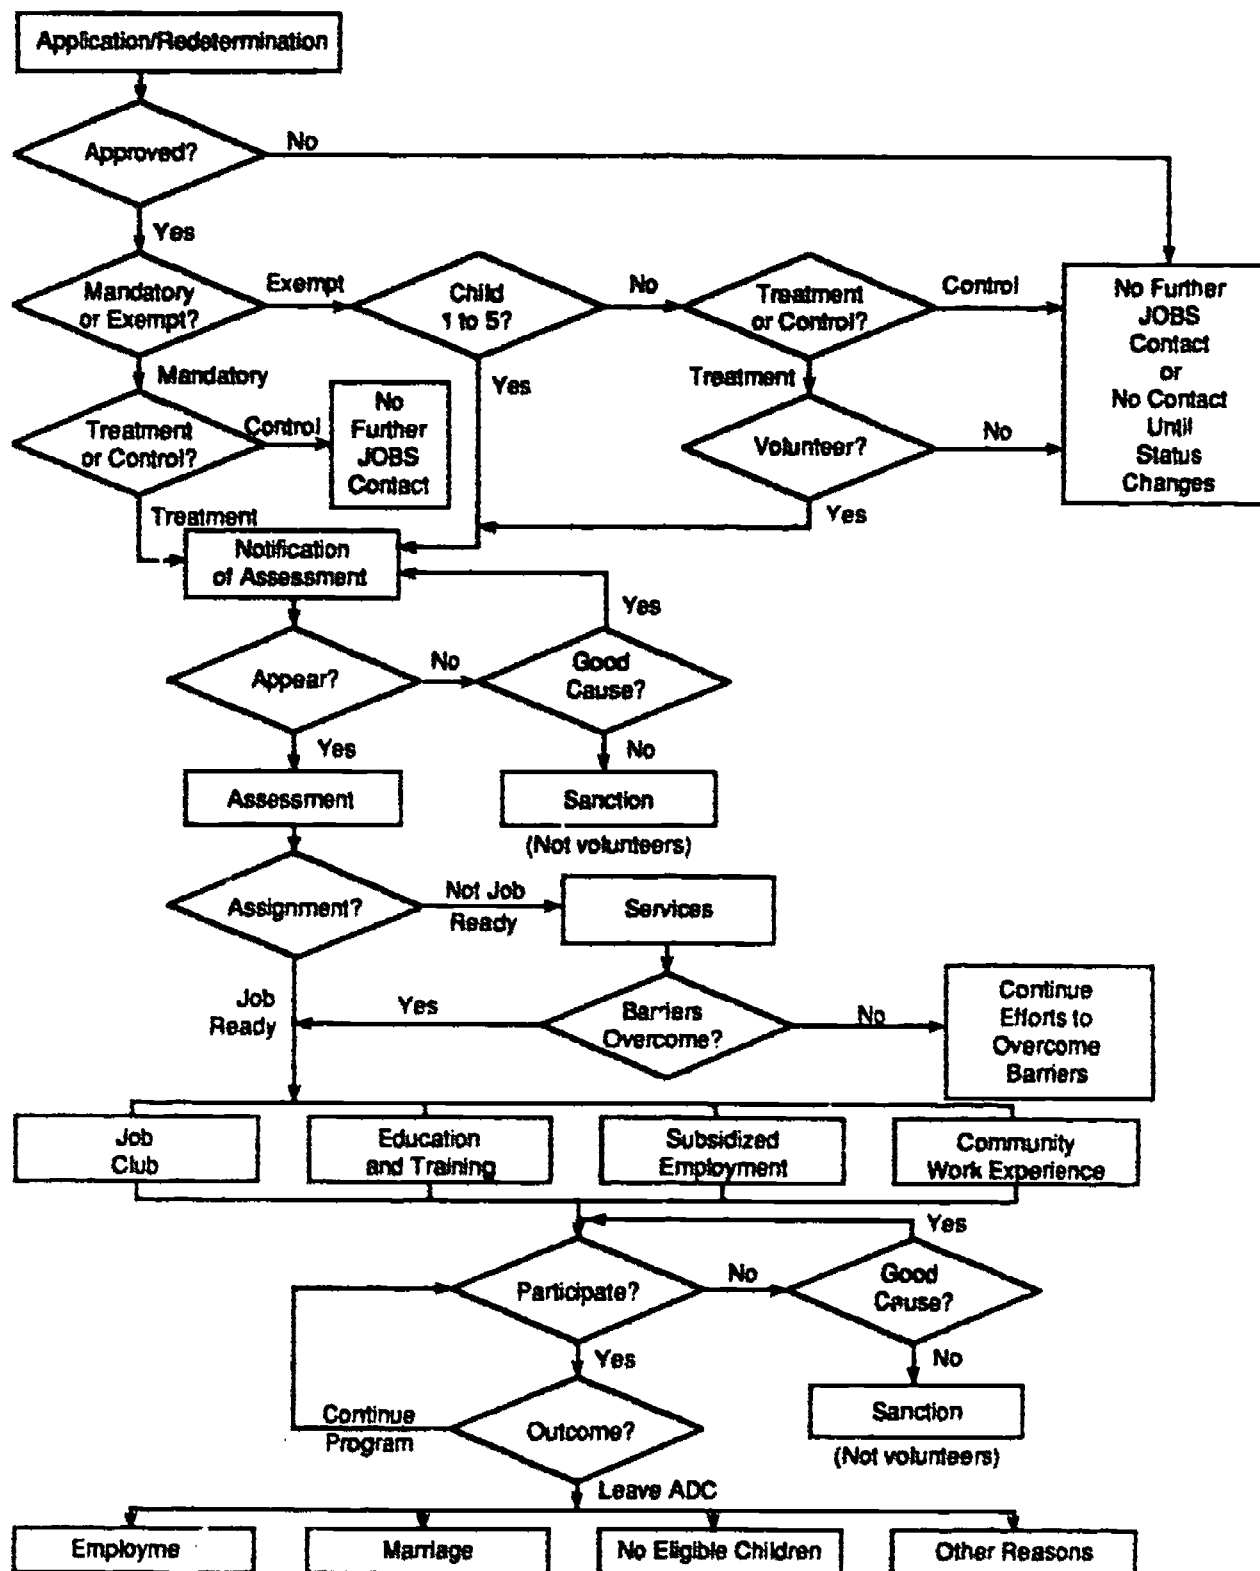 Application/Redetermination
Approved?
No
Yes
Mandatory
or Exempt?
Exempt
Child
1 to 5?
No
Treatment
or Control?
Control
No Further
JOBS
Contact
or
No Contact
Until
Status
Changes
Mandatory
Yes
Treatment
Treatment
or Control?
Control
No
Further
JOBS
Contact
Volunteer?
No
Treatment
Yes
Notification
of Assessment
Yes
Appear?
No
Good
Cause?
Yes
No
Assessment
Sanction
(Not volunteers)
Assignment?
Not Job
Ready
Services
Job
Ready
Yes
Barriers
Overcome?
No
Continue
Efforts to
Overcome
Barriers
Job
Club
Education
and Training
Subsidized
Employment
Community
Work Experience
Yes
Participate?
No
Good
Cause?
Yes
No
Continue
Program
Outcome?
Sanction
(Not volunteers)
Leave ADC
Employme
Marriage
No Eligible Children
Other Reasons